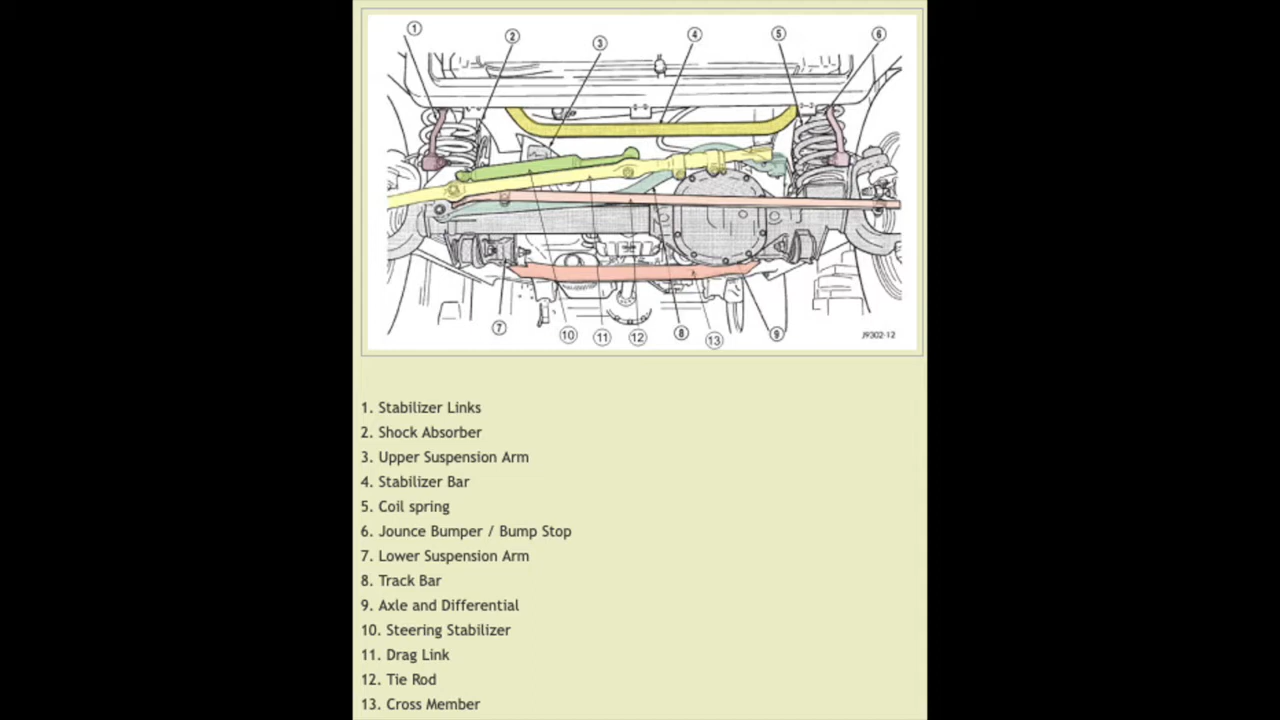 ① ② ③ ④ ⑤ ⑥
⑦ ⑩ ⑪ ⑫ ⑧ ⑬ ⑨
J9302-12
1. Stabilizer Links
2. Shock Absorber
3. Upper Suspension Arm
4. Stabilizer Bar
5. Coil spring
6. Jounce Bumper / Bump Stop
7. Lower Suspension Arm
8. Track Bar
9. Axle and Differential
10. Steering Stabilizer
11. Drag Link
12. Tie Rod
13. Cross Member